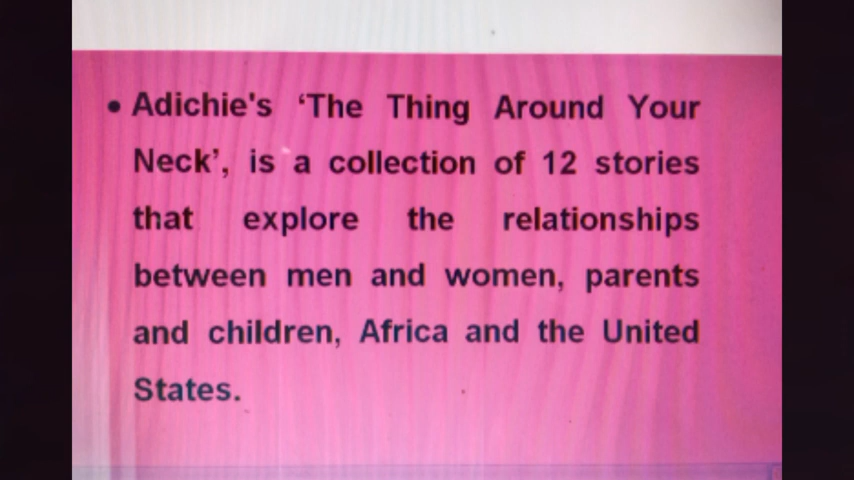 • Adichie's ‘The Thing Around Your
Neck’, is a collection of 12 stories
that explore the relationships
between men and women, parents
and children, Africa and the United
States.